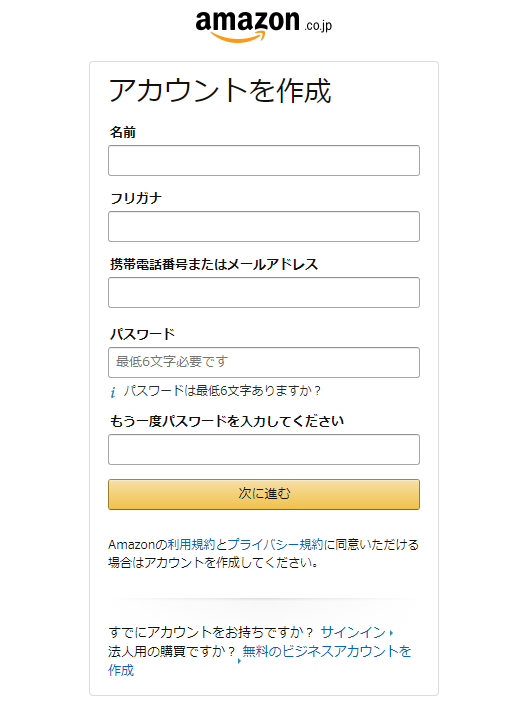 amazon.co.jp
アカウントを作成
名前
フリガナ
携帯電話番号またはメールアドレス
パスワード
最低6文字必要です
i パスワードは最低6文字ありますか？
もう一度パスワードを入力してください
次に進む
Amazonの利用規約とプライバシー規約に同意いただける
場合はアカウントを作成してください。
すでにアカウントをお持ちですか？ サインイン
法人用の購買ですか？ 無料のビジネスアカウントを
作成